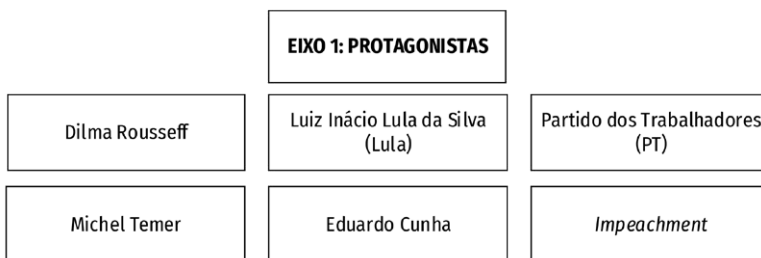 EIXO 1: PROTAGONISTAS
Dilma Rousseff
Luiz Inácio Lula da Silva
(Lula)
Partido dos Trabalhadores
(PT)
Michel Temer
Eduardo Cunha
Impeachment